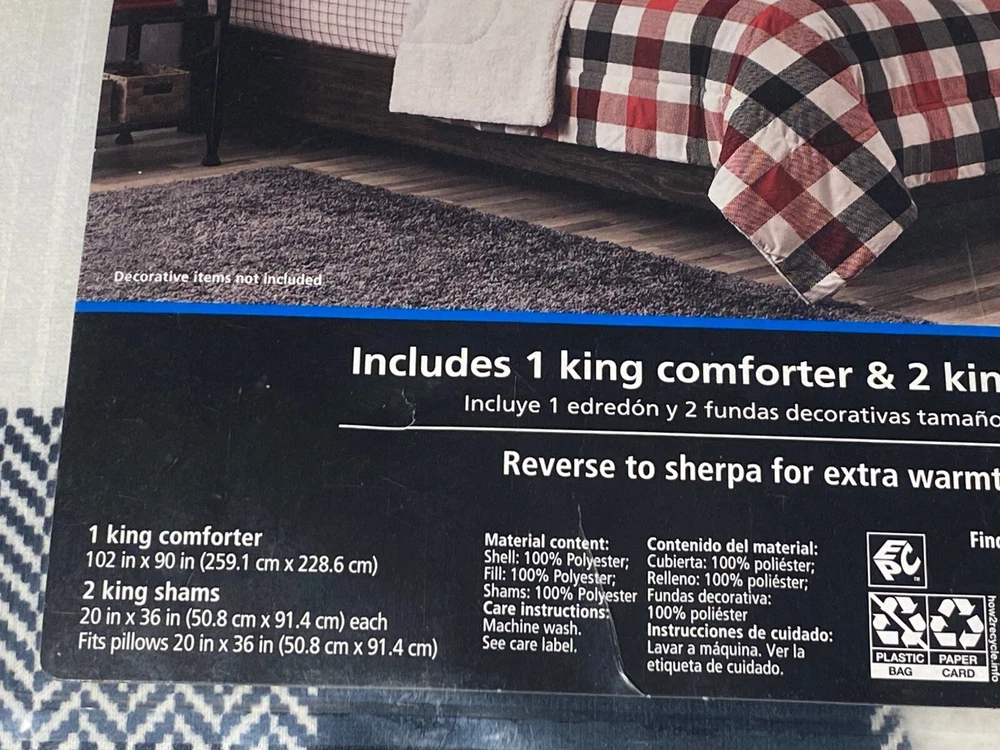 Decorative items not included
Includes 1 king comforter & 2
Incluye 1 edredón y 2 fundas decorativas tamaño
Reverse to sherpa for extra
1 king comforter
102 in x 90 in (259.1 cm x 228.6 cm)
2 king shams
20 in x 36 in (50.8 cm x 91.4 cm) each
Fits pillows 20 in x 36 in (50.8 cm x 91.4 cm)
Material content:
Shell: 100% Polyester;
Fill: 100% Polyester;
Shams: 100% Polyester
Care instructions:
Machine wash.
See care label.
Contenido del material:
Cubierta: 100% poliéster;
Relleno: 100% poliéster;
Fundas decorativa:
100% poliéster
Instrucciones de cuidado:
Lavar a máquina. Ver la
etiqueta de cuidado.
EPC
PLASTIC
BAG
PAPER
CARD
how2recycle.info